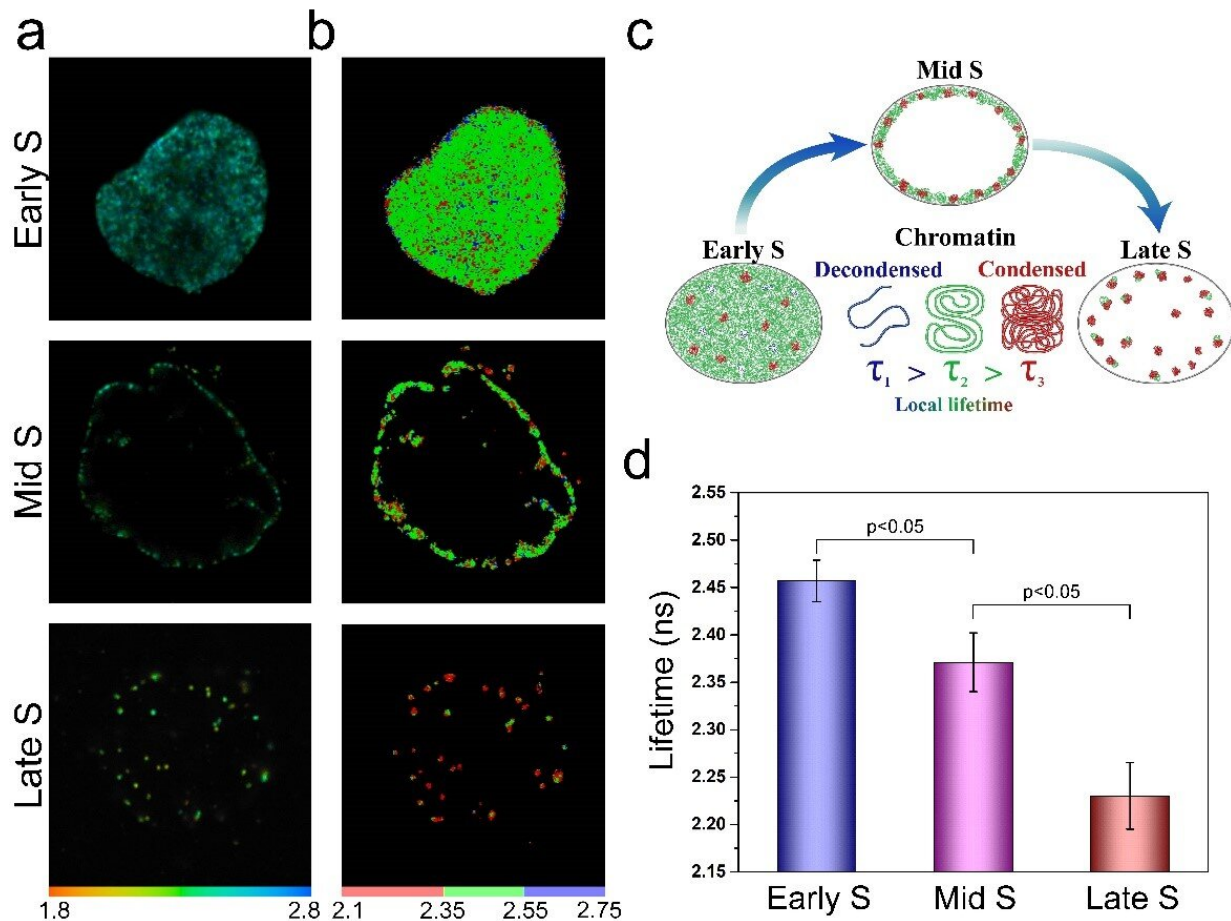 a
b
c
d
Early S
Mid S
Late S
1.8
2.8
2.1
2.35
2.55
2.75
Mid S
Early S
Chromatin
Late S
Decondensed
Condensed
τ1 > τ2 > τ3
Local lifetime
Lifetime (ns)
2.55
2.50
2.45
2.40
2.35
2.30
2.25
2.20
2.15
p<0.05
p<0.05
Early S
Mid S
Late S